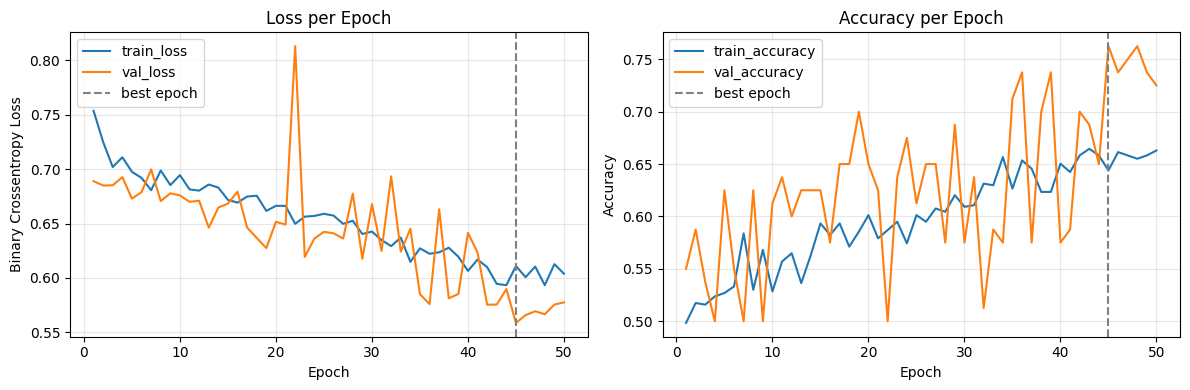 Loss per Epoch
train_loss
val_loss
best epoch
Binary Crossentropy Loss
0.80
0.75
0.70
0.65
0.60
0.55
0
10
20
30
40
50
Epoch
Accuracy per Epoch
train_accuracy
val_accuracy
best epoch
Accuracy
0.75
0.70
0.65
0.60
0.55
0.50
0
10
20
30
40
50
Epoch